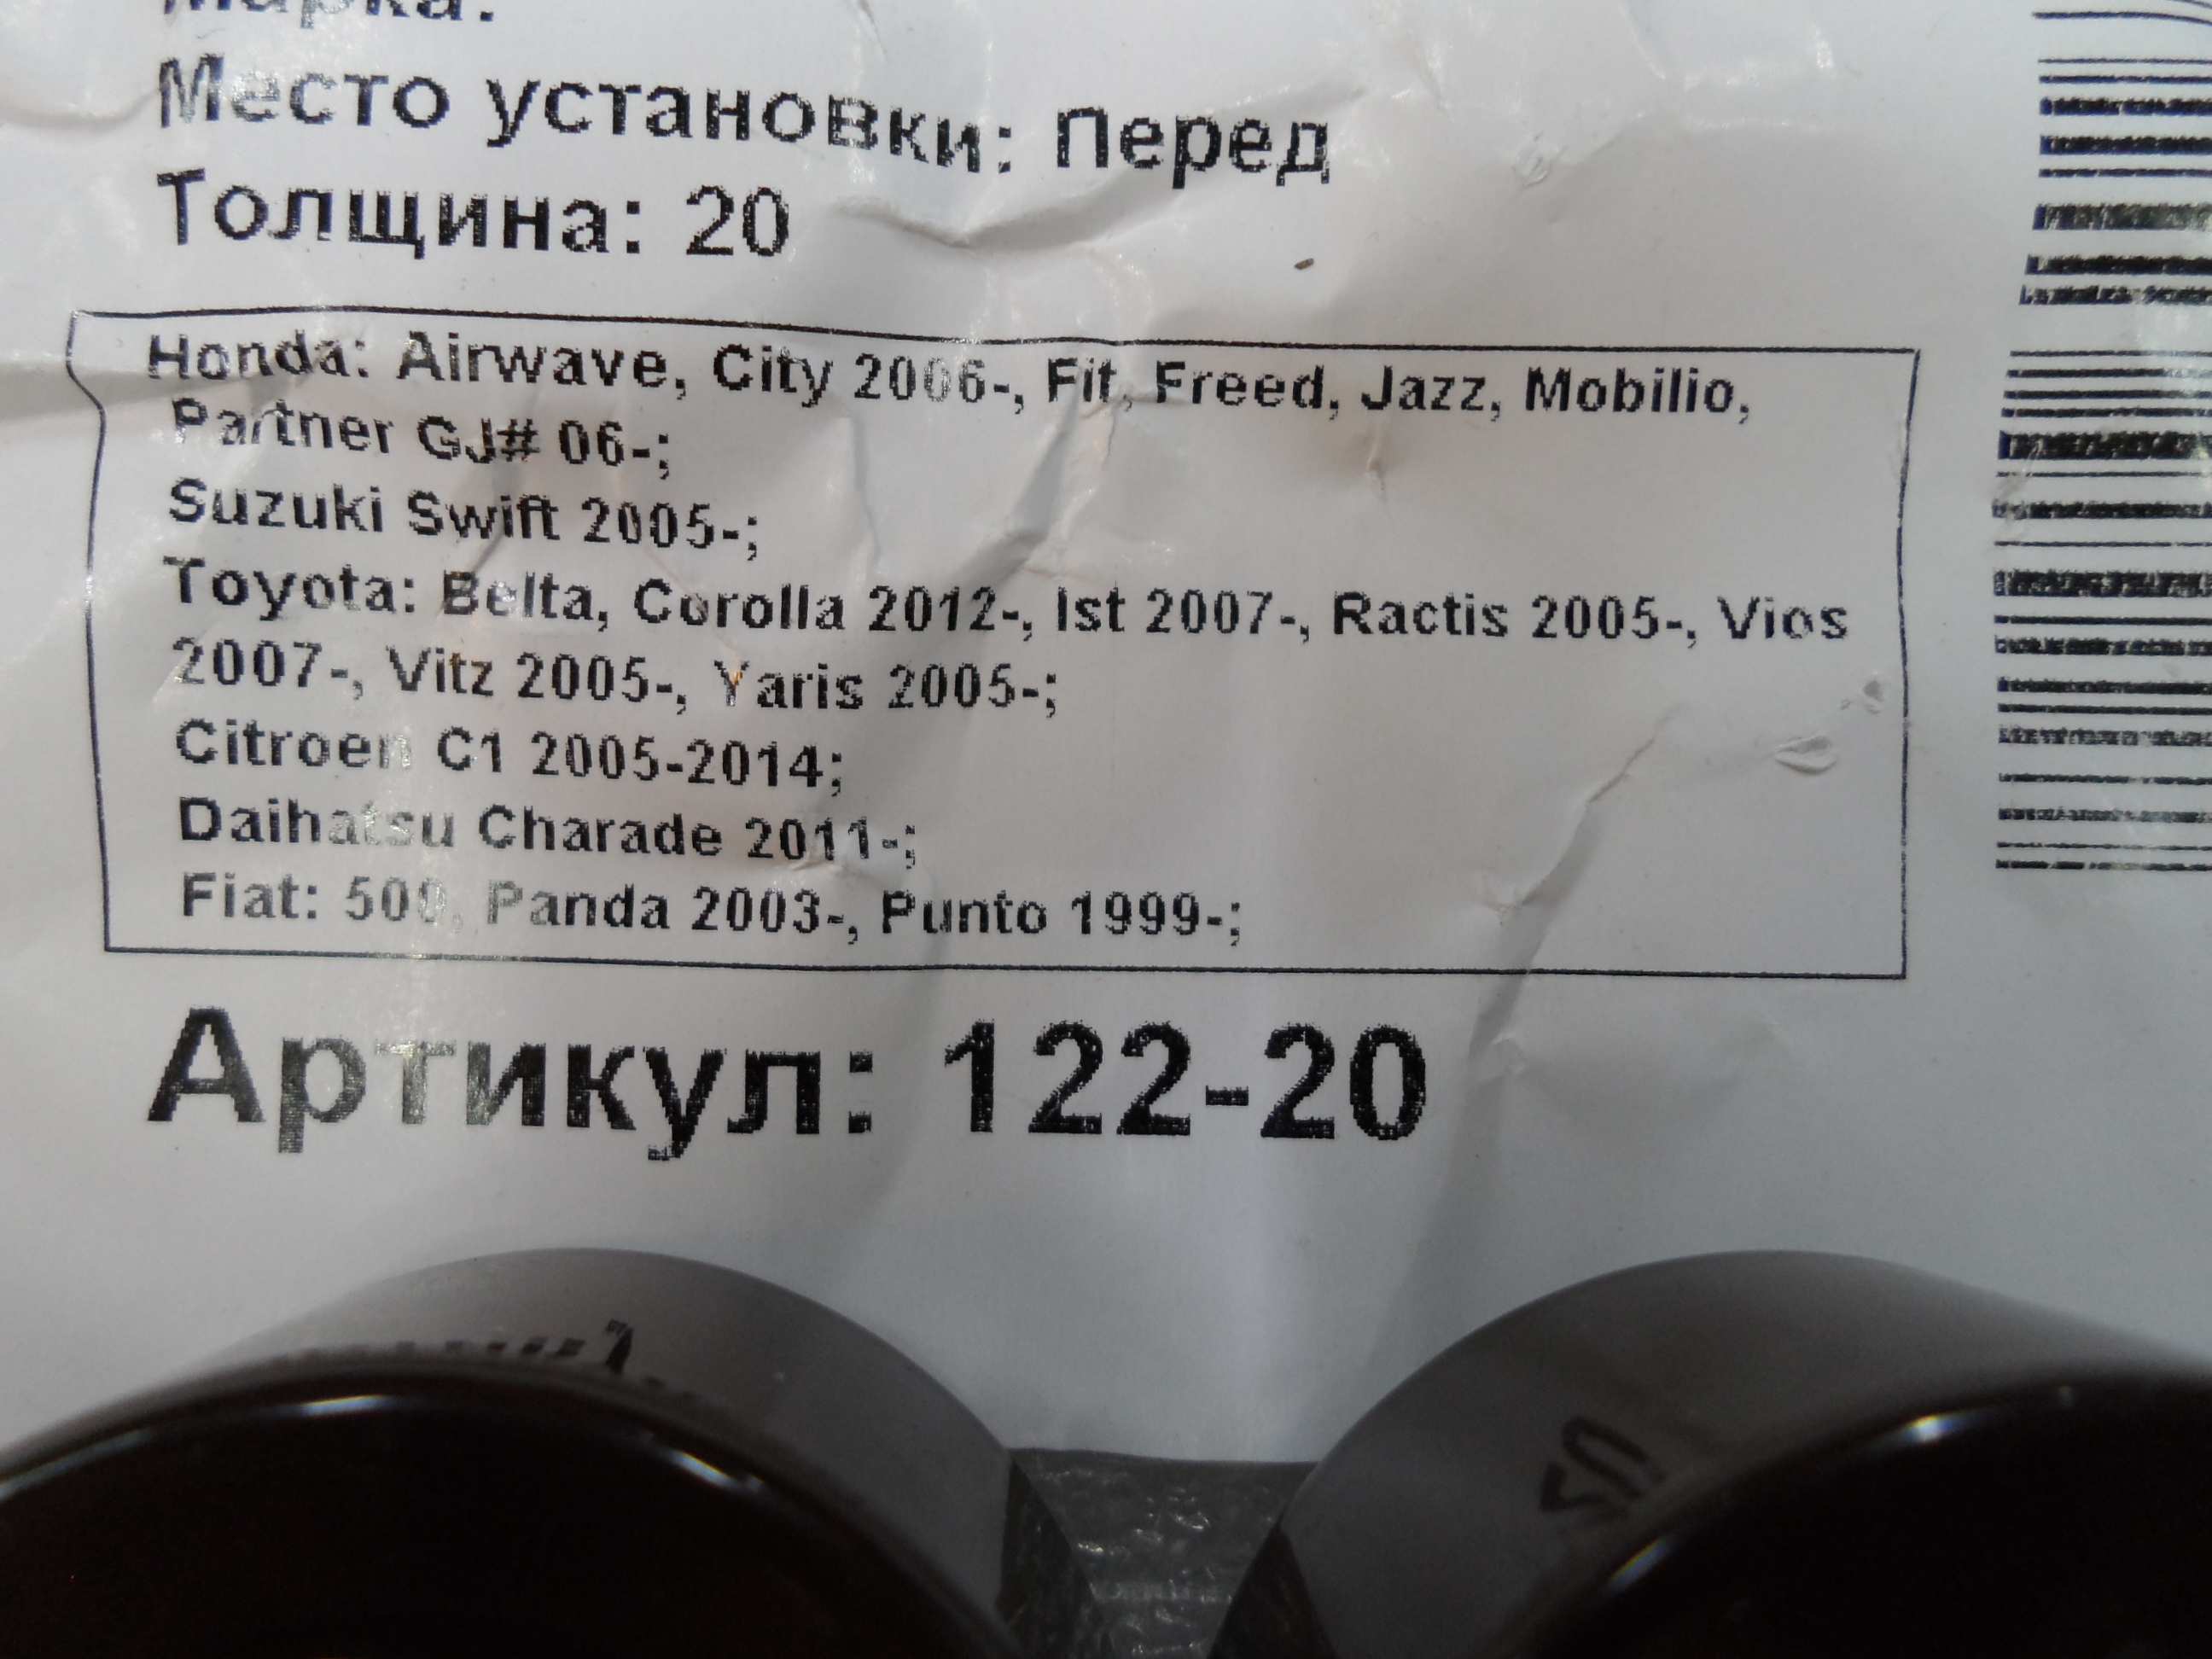 Марка:
Место установки: Перед
Толщина: 20
Honda: Airwave, City 2006-, Fit, Freed, Jazz, Mobilio,
Partner GJ# 06-;
Suzuki Swift 2005-;
Toyota: Belta, Corolla 2012-, Ist 2007-, Ractis 2005-, Vios
2007-, Vitz 2005-, Yaris 2005-;
Citroen C1 2005-2014;
Daihatsu Charade 2011-;
Fiat: 500, Panda 2003-, Punto 1999-;
Артикул: 122-20